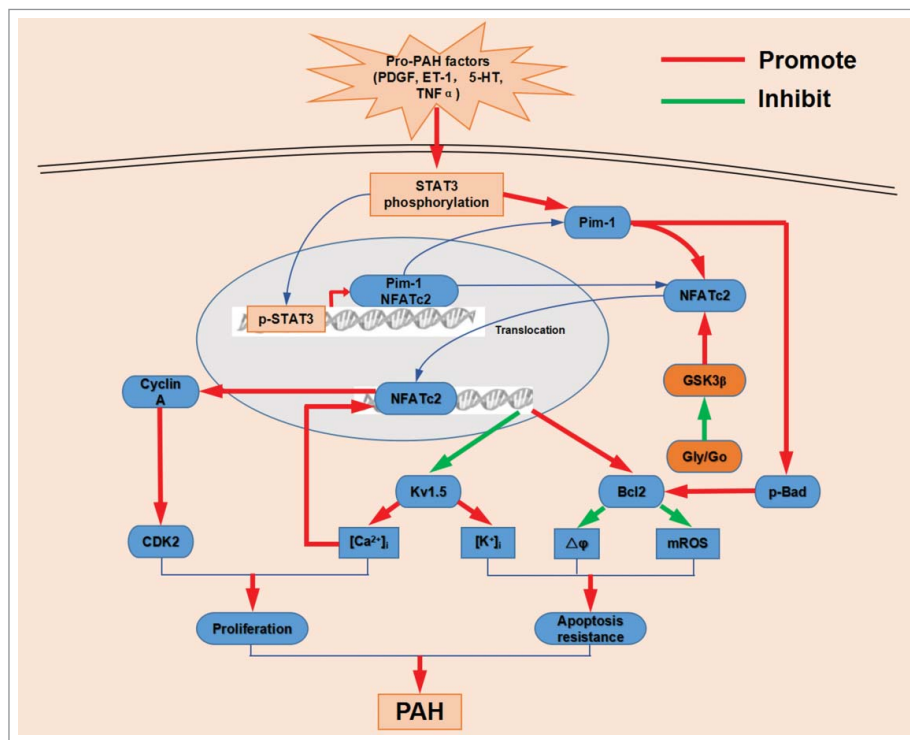 Pro-PAH factors
(PDGF, ET-1, 5-HT,
TNFα)
Promote
Inhibit
STAT3
phosphorylation
Pim-1
Pim-1
NFATc2
NFATc2
p-STAT3
Translocation
GSK3β
Cyclin
A
NFATc2
Gly/Go
Kv1.5
Bcl2
p-Bad
CDK2
[Ca²⁺]ᵢ
[K⁺]ᵢ
△φ
mROS
Proliferation
Apoptosis
resistance
PAH